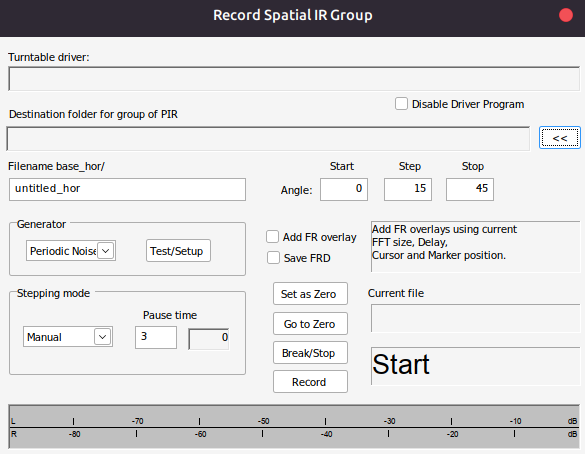 Record Spatial IR Group
Turntable driver:
Disable Driver Program
Destination folder for group of PIR
<<
Filename base_hor/
Start Step Stop
untitled_hor
Angle: 0 15 45
Generator
Periodic Noise
Test/Setup
Add FR overlay
Save FRD
Add FR overlays using current
FFT size, Delay,
Cursor and Marker position.
Stepping mode
Pause time
Manual
3
0
Set as Zero
Go to Zero
Break/Stop
Record
Current file
Start
L -70 -50 -30 -10 dB
R -80 -60 -40 -20 dB